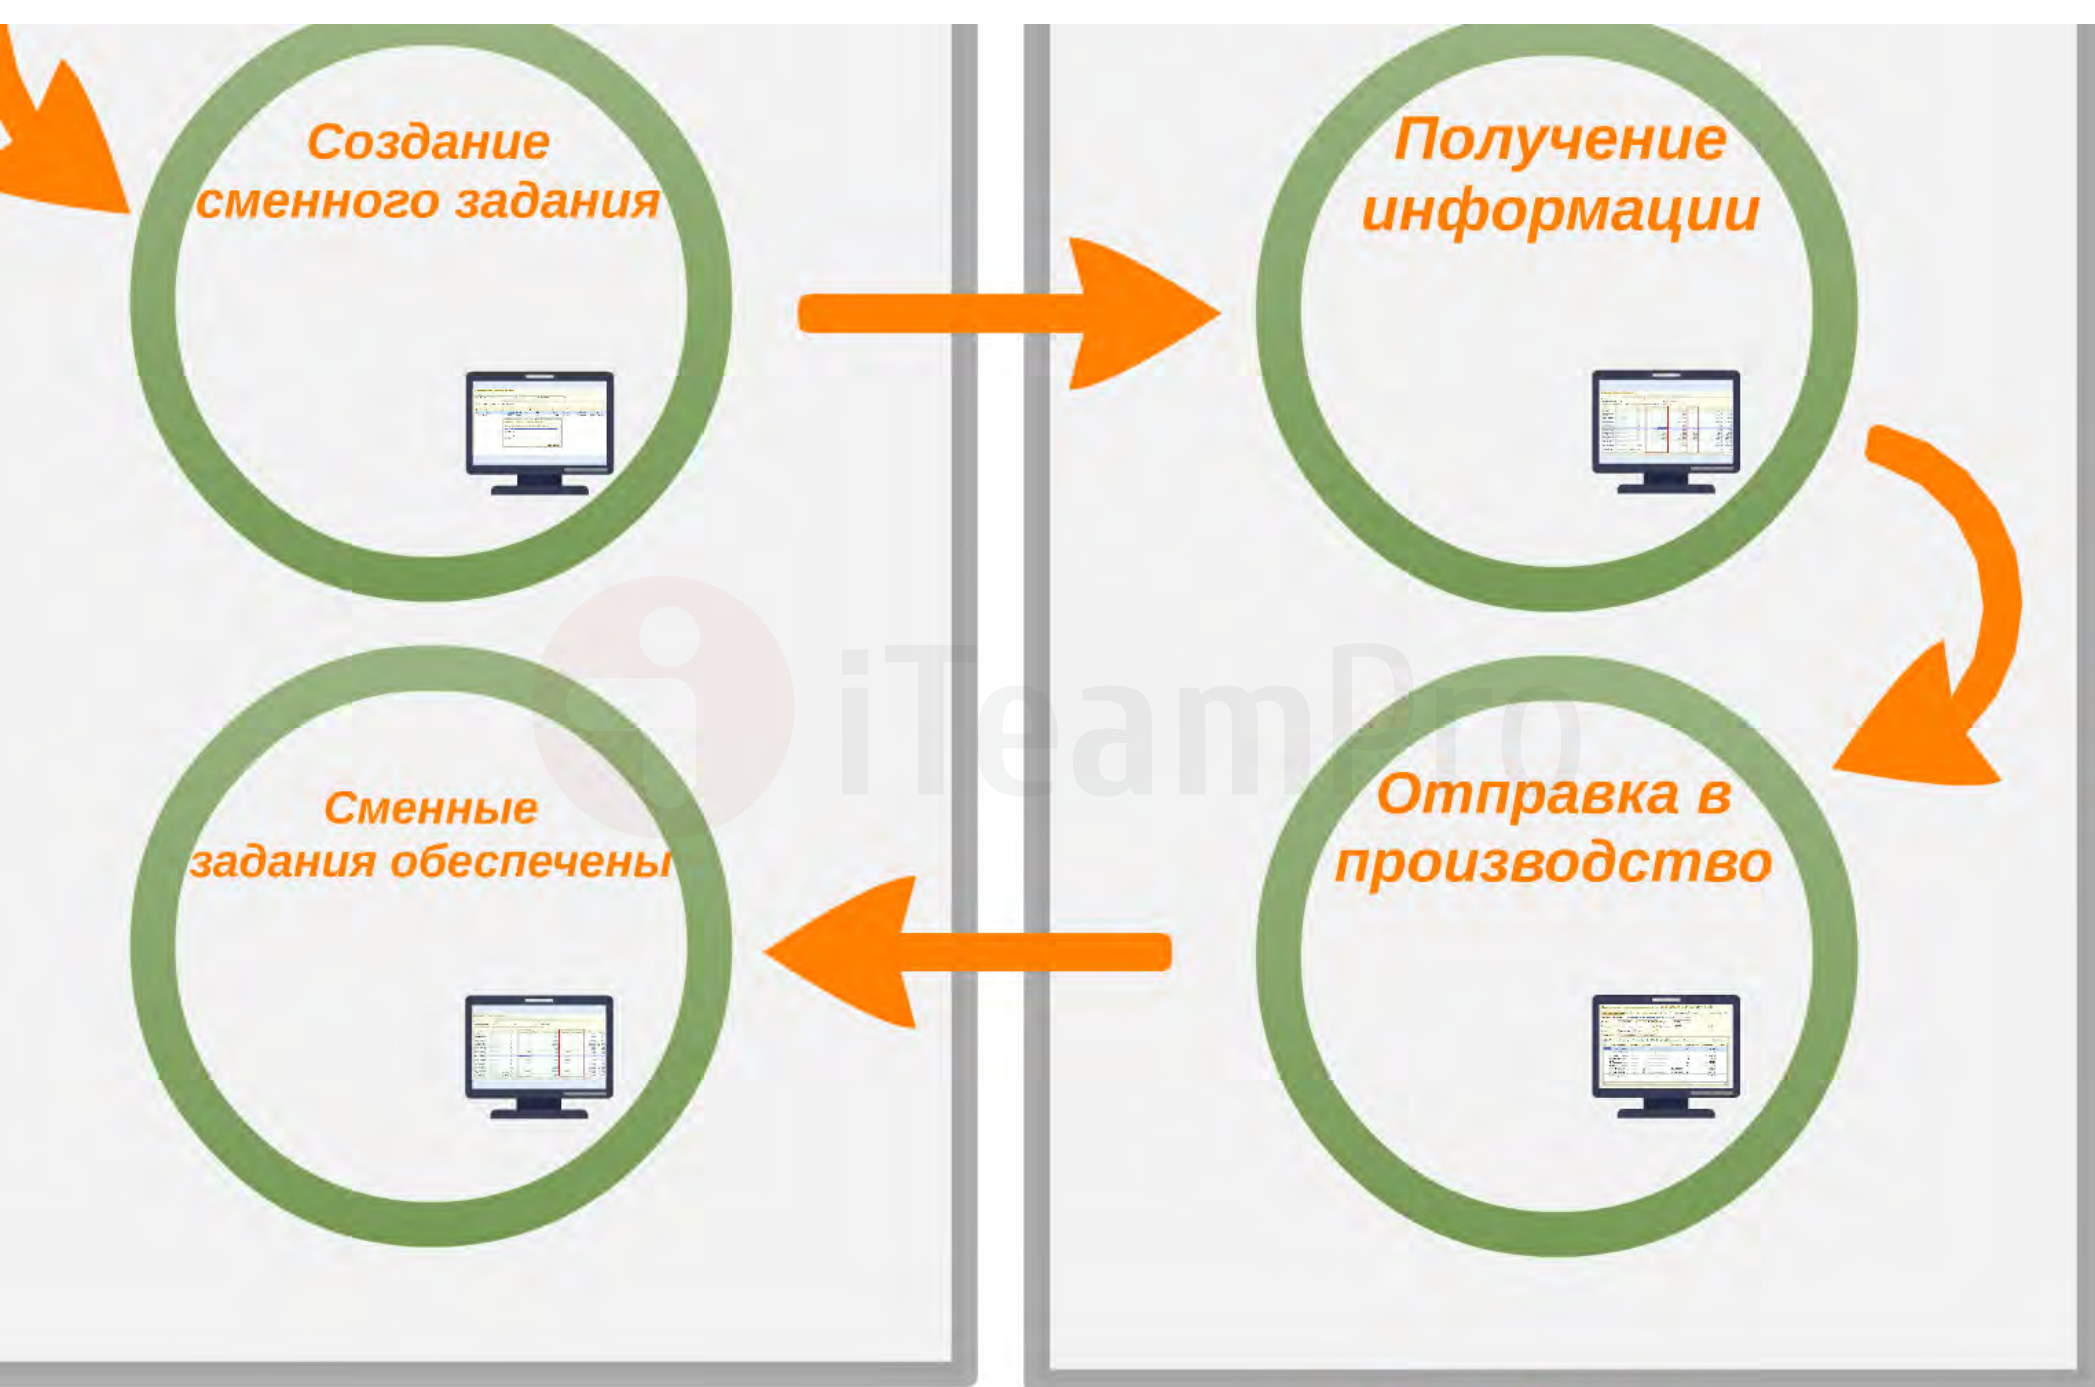 Создание
сменного задания
Получение
информации
iTeamPro
Сменные
задания обеспечены
Отправка в
производство